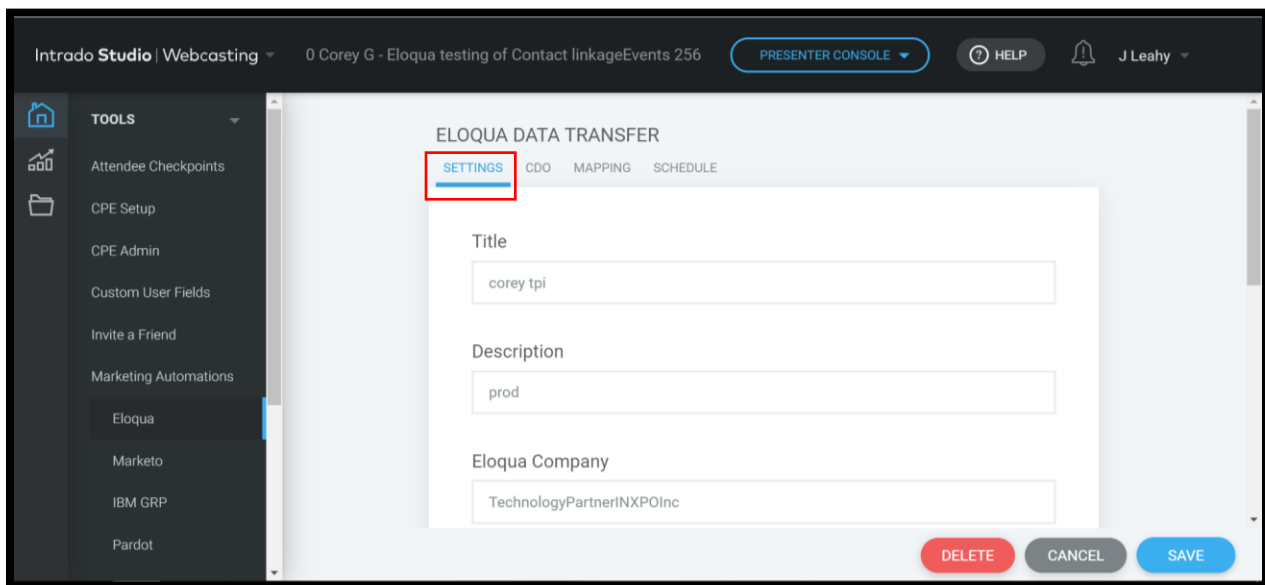 Intrado Studio | Webcasting
0 Corey G - Eloqua testing of Contact linkageEvents 256
PRESENTER CONSOLE
? HELP
J Leahy
TOOLS
Attendee Checkpoints
CPE Setup
CPE Admin
Custom User Fields
Invite a Friend
Marketing Automations
Eloqua
Marketo
IBM GRP
Pardot
ELOQUA DATA TRANSFER
SETTINGS CDO MAPPING SCHEDULE
Title
corey tpi
Description
prod
Eloqua Company
TechnologyPartnerINXPOInc
DELETE CANCEL SAVE